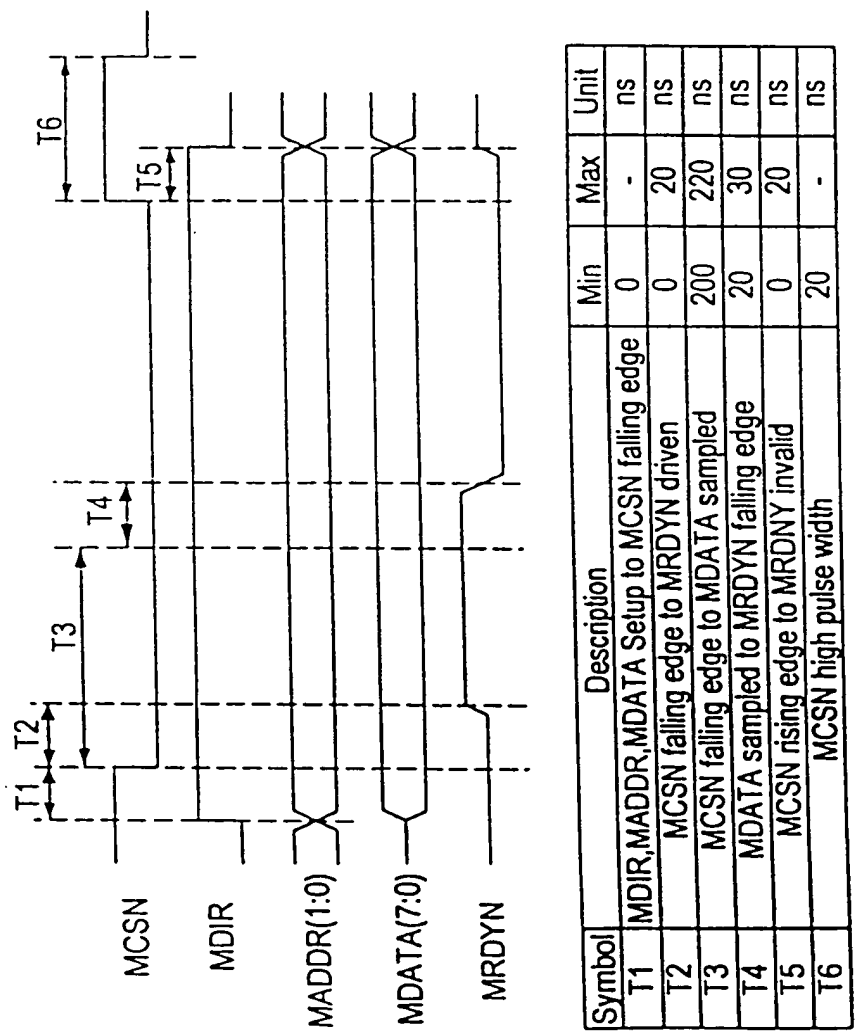 T1 T2 T3 T4 T5 T6
MCSN
MDIR
MADDR(1:0)
MDATA(7:0)
MRDYN
Symbol Description Min Max Unit
T1 MDIR,MADDR,MDATA Setup to MCSN falling edge 0 - ns
T2 MCSN falling edge to MRDYN driven 0 20 ns
T3 MCSN falling edge to MDATA sampled 200 220 ns
T4 MDATA sampled to MRDYN falling edge 20 30 ns
T5 MCSN rising edge to MRDNY invalid 0 20 ns
T6 MCSN high pulse width 20 - ns